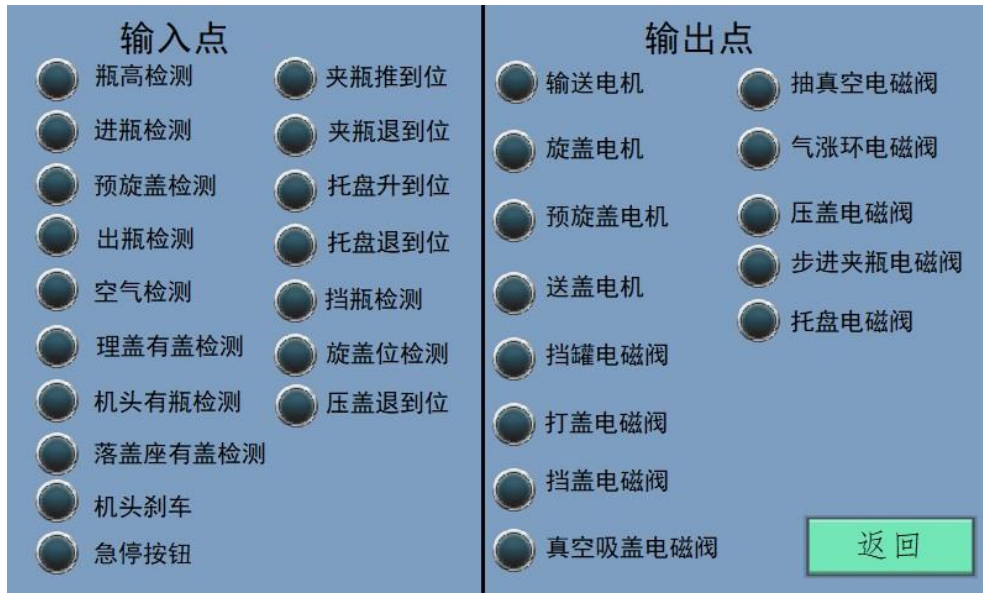 输入点
瓶高检测
进瓶检测
预旋盖检测
出瓶检测
空气检测
理盖有盖检测
机头有瓶检测
落盖座有盖检测
机头刹车
急停按钮
夹瓶推到位
夹瓶退到位
托盘升到位
托盘退到位
挡瓶检测
旋盖位检测
压盖退到位
输出点
输送电机
旋盖电机
预旋盖电机
送盖电机
挡罐电磁阀
打盖电磁阀
挡盖电磁阀
真空吸盖电磁阀
抽真空电磁阀
气涨环电磁阀
压盖电磁阀
步进夹瓶电磁阀
托盘电磁阀
返回